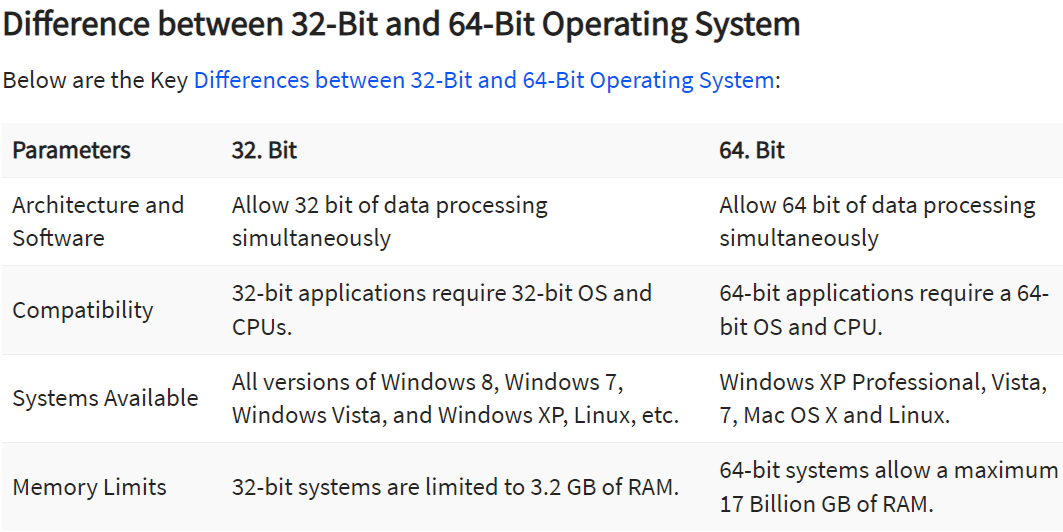 Difference between 32-Bit and 64-Bit Operating System
Below are the Key Differences between 32-Bit and 64-Bit Operating System:
Parameters 32. Bit 64. Bit
Architecture and Software
Allow 32 bit of data processing
simultaneously
Allow 64 bit of data processing
simultaneously
Compatibility
32-bit applications require 32-bit OS and
CPUs.
64-bit applications require a 64-
bit OS and CPU.
Systems Available
All versions of Windows 8, Windows 7,
Windows Vista, and Windows XP, Linux, etc.
Windows XP Professional, Vista,
7, Mac OS X and Linux.
Memory Limits
32-bit systems are limited to 3.2 GB of RAM.
64-bit systems allow a maximum
17 Billion GB of RAM.